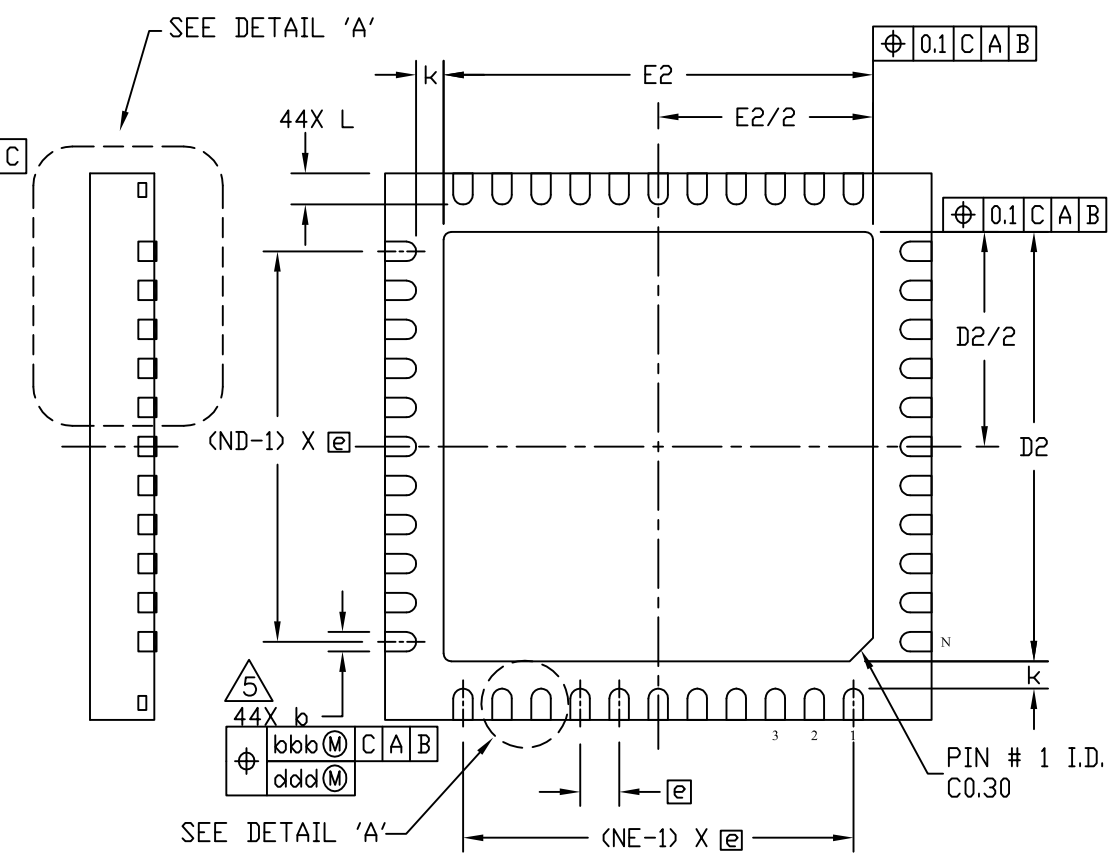 SEE DETAIL 'A'
⌖ 0.1 C A B
k
E2
44X L
E2/2
C
⌖ 0.1 C A B
D2/2
(ND-1) X e
D2
N
5
k
44X b
⌖ bbb Ⓜ C A B
ddd Ⓜ
3 2 1
PIN # 1 I.D.
C0.30
e
SEE DETAIL 'A'
(NE-1) X e